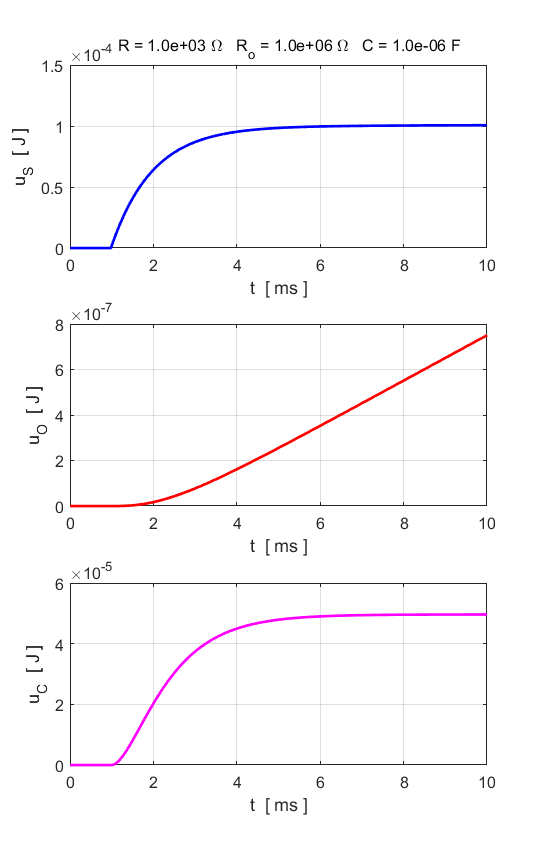 R = 1.0e+03 Ω   R_o = 1.0e+06 Ω   C = 1.0e-06 F
×10^-4
1.5
1
0.5
0
u_S [ J ]
0 2 4 6 8 10
t [ ms ]
×10^-7
8
6
4
2
0
u_O [ J ]
0 2 4 6 8 10
t [ ms ]
×10^-5
6
4
2
0
u_C [ J ]
0 2 4 6 8 10
t [ ms ]